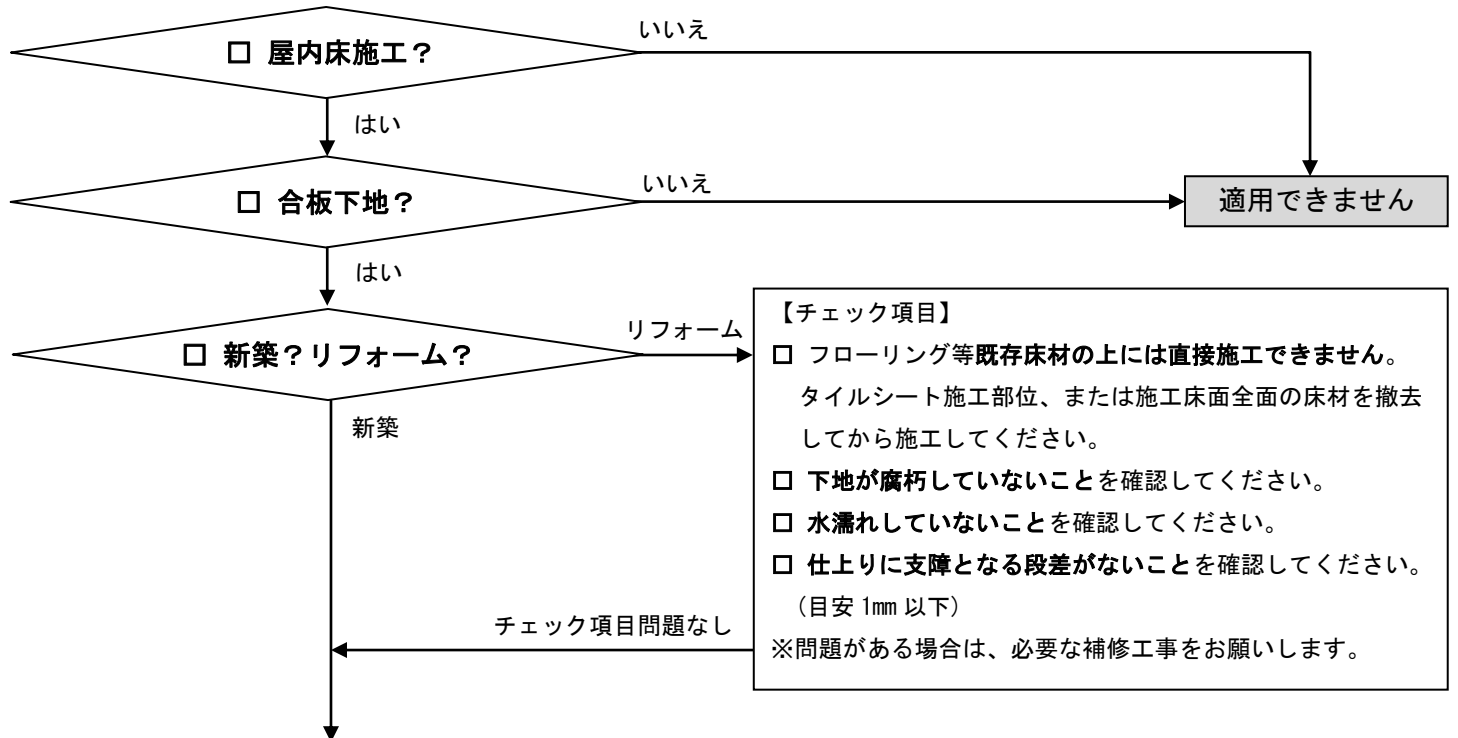 □ 屋内床施工？
いいえ
はい
□ 合板下地？
いいえ
適用できません
はい
□ 新築？リフォーム？
リフォーム
新築
【チェック項目】
□ フローリング等既存床材の上には直接施工できません。
タイルシート施工部位、または施工床面全面の床材を撤去
してから施工してください。
□ 下地が腐朽していないことを確認してください。
□ 水濡れしていないことを確認してください。
□ 仕上りに支障となる段差がないことを確認してください。
（目安 1㎜ 以下）
※問題がある場合は、必要な補修工事をお願いします。
チェック項目問題なし